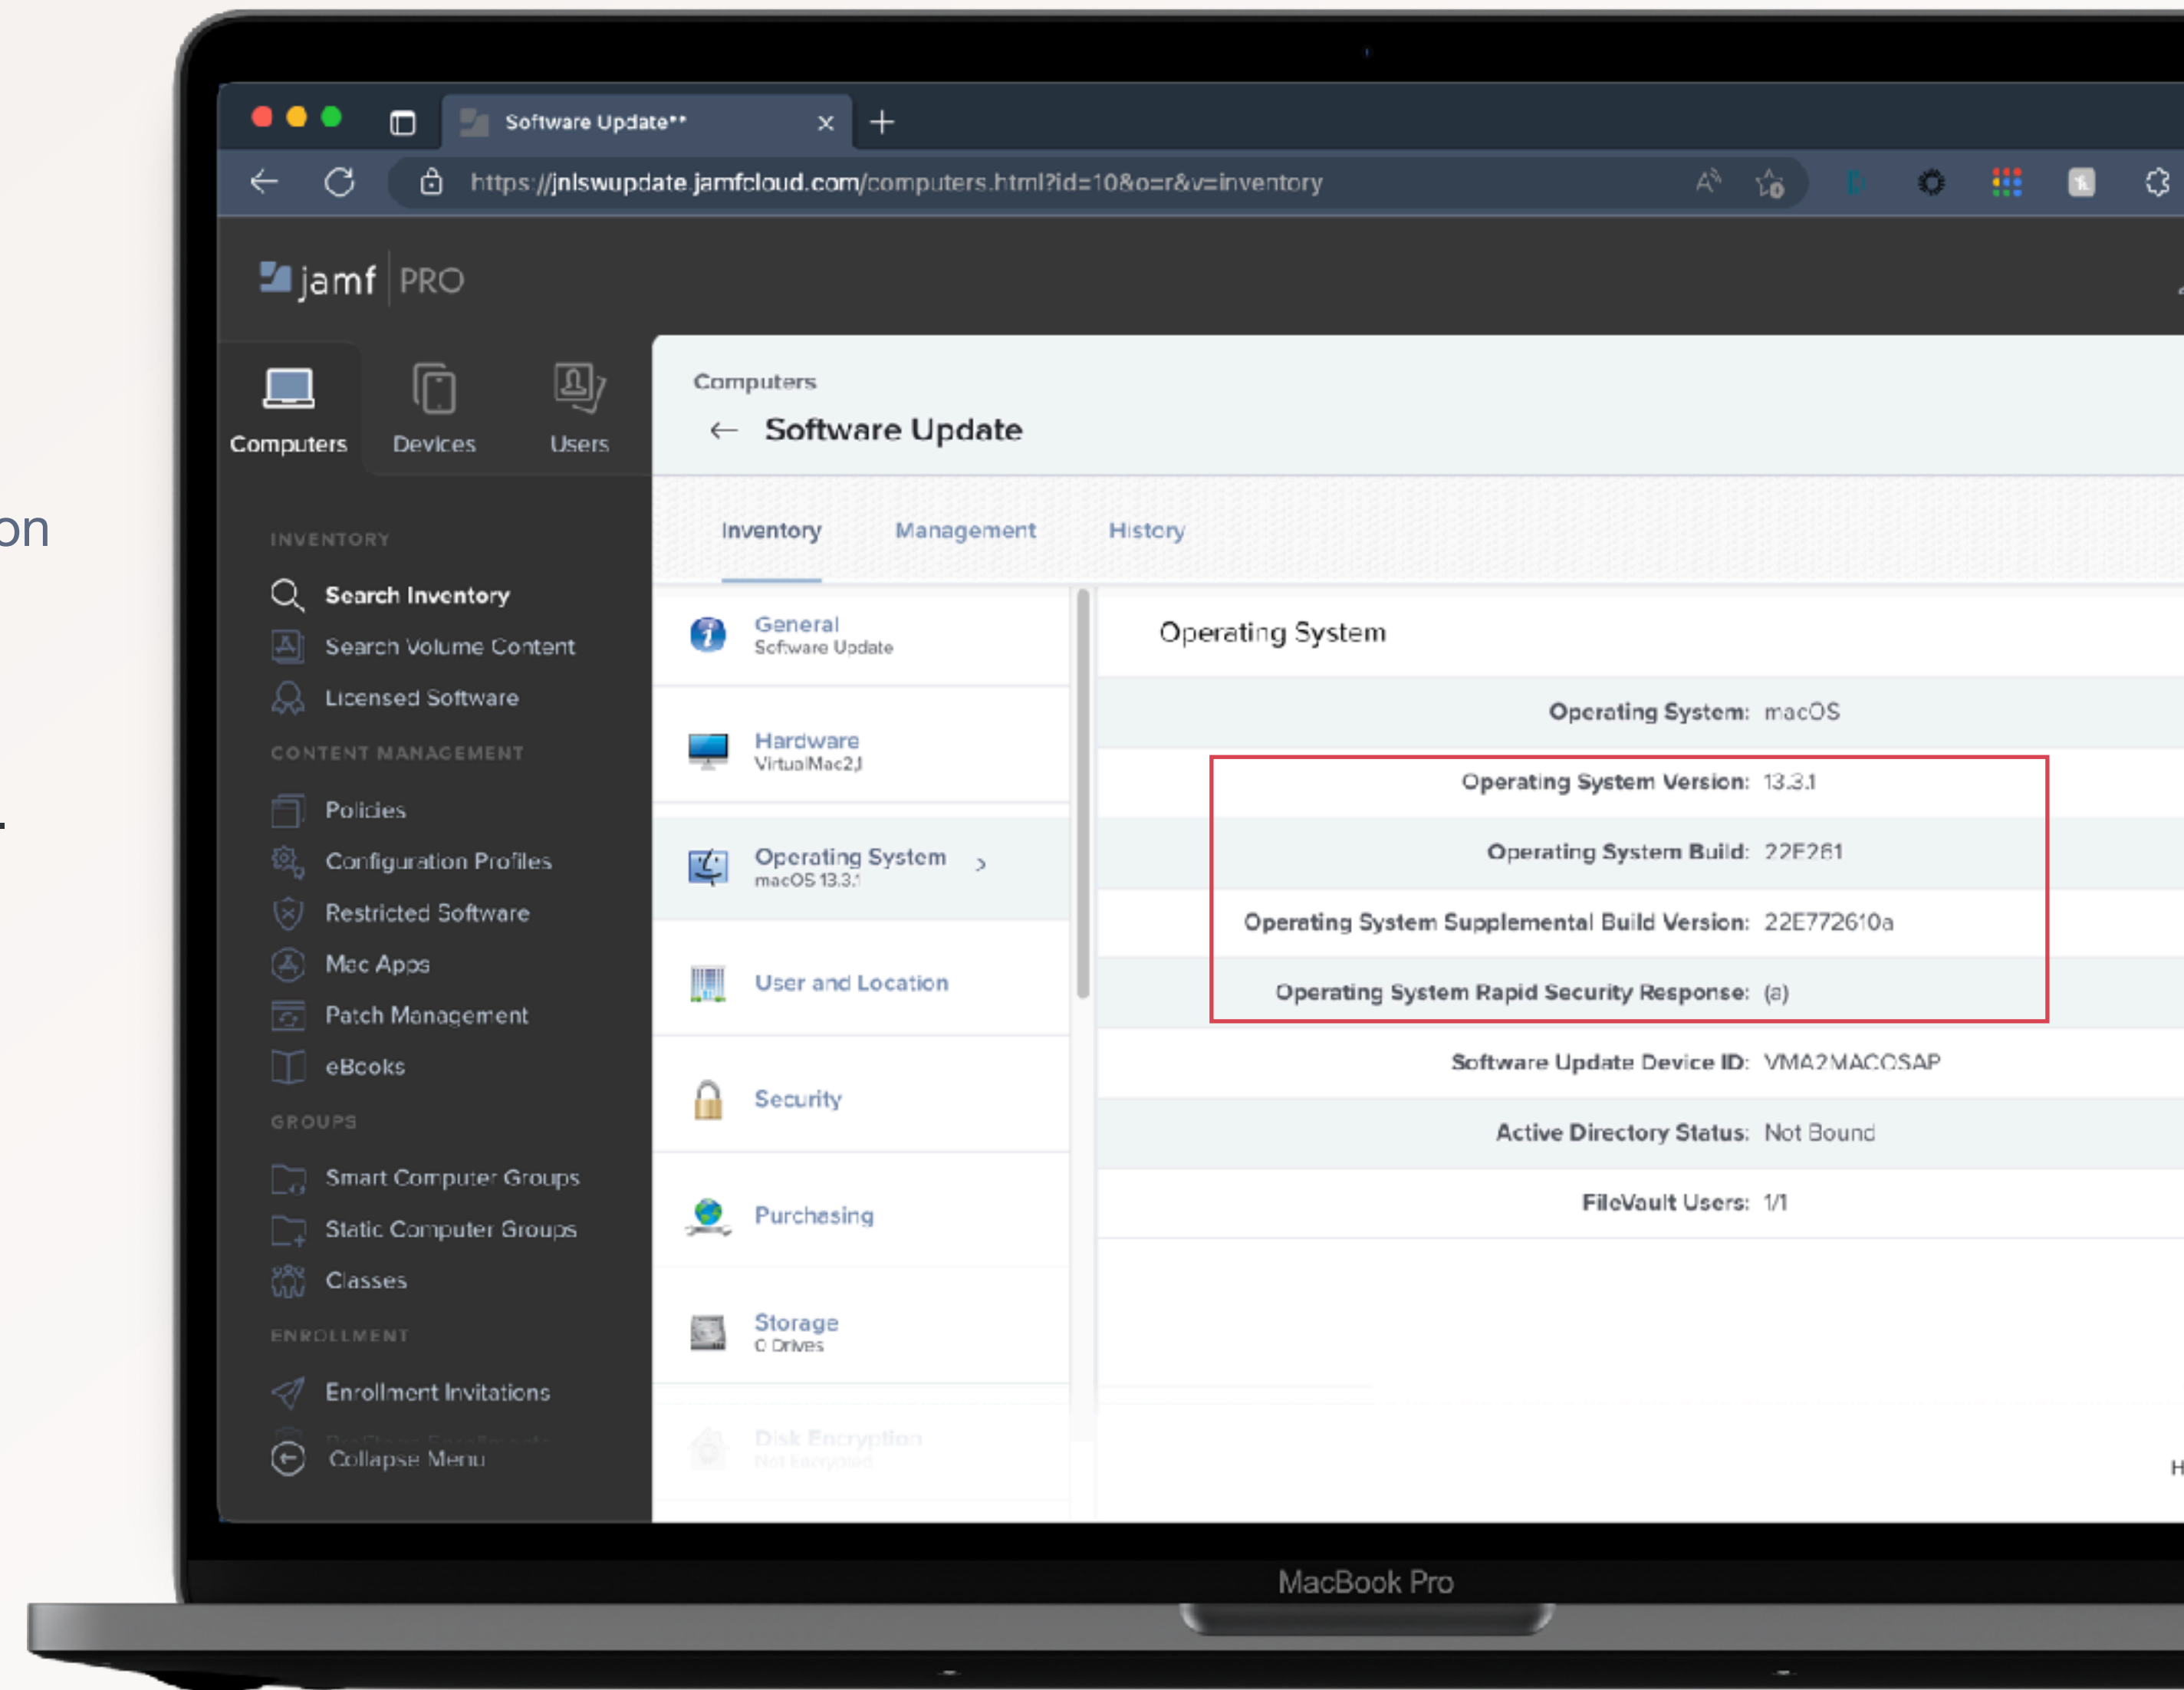 on
.
Software Update**
https://jnlswupdate.jamfcloud.com/computers.html?id=10&o=r&v=inventory
jamf PRO
Computers
Devices
Users
Computers
Software Update
Inventory
Management
History
INVENTORY
Search Inventory
Search Volume Content
Licensed Software
CONTENT MANAGEMENT
Policies
Configuration Profiles
Restricted Software
Mac Apps
Patch Management
eBooks
GROUPS
Smart Computer Groups
Static Computer Groups
Classes
ENROLLMENT
Enrollment Invitations
Collapse Menu
General
Software Update
Hardware
VirtualMac2,1
Operating System
macOS 13.3.1
User and Location
Security
Purchasing
Storage
0 Drives
Disk Encryption
Not Encrypted
Operating System
Operating System: macOS
Operating System Version: 13.3.1
Operating System Build: 22E261
Operating System Supplemental Build Version: 22E772610a
Operating System Rapid Security Response: (a)
Software Update Device ID: VMA2MACOSAP
Active Directory Status: Not Bound
FileVault Users: 1/1
H
MacBook Pro